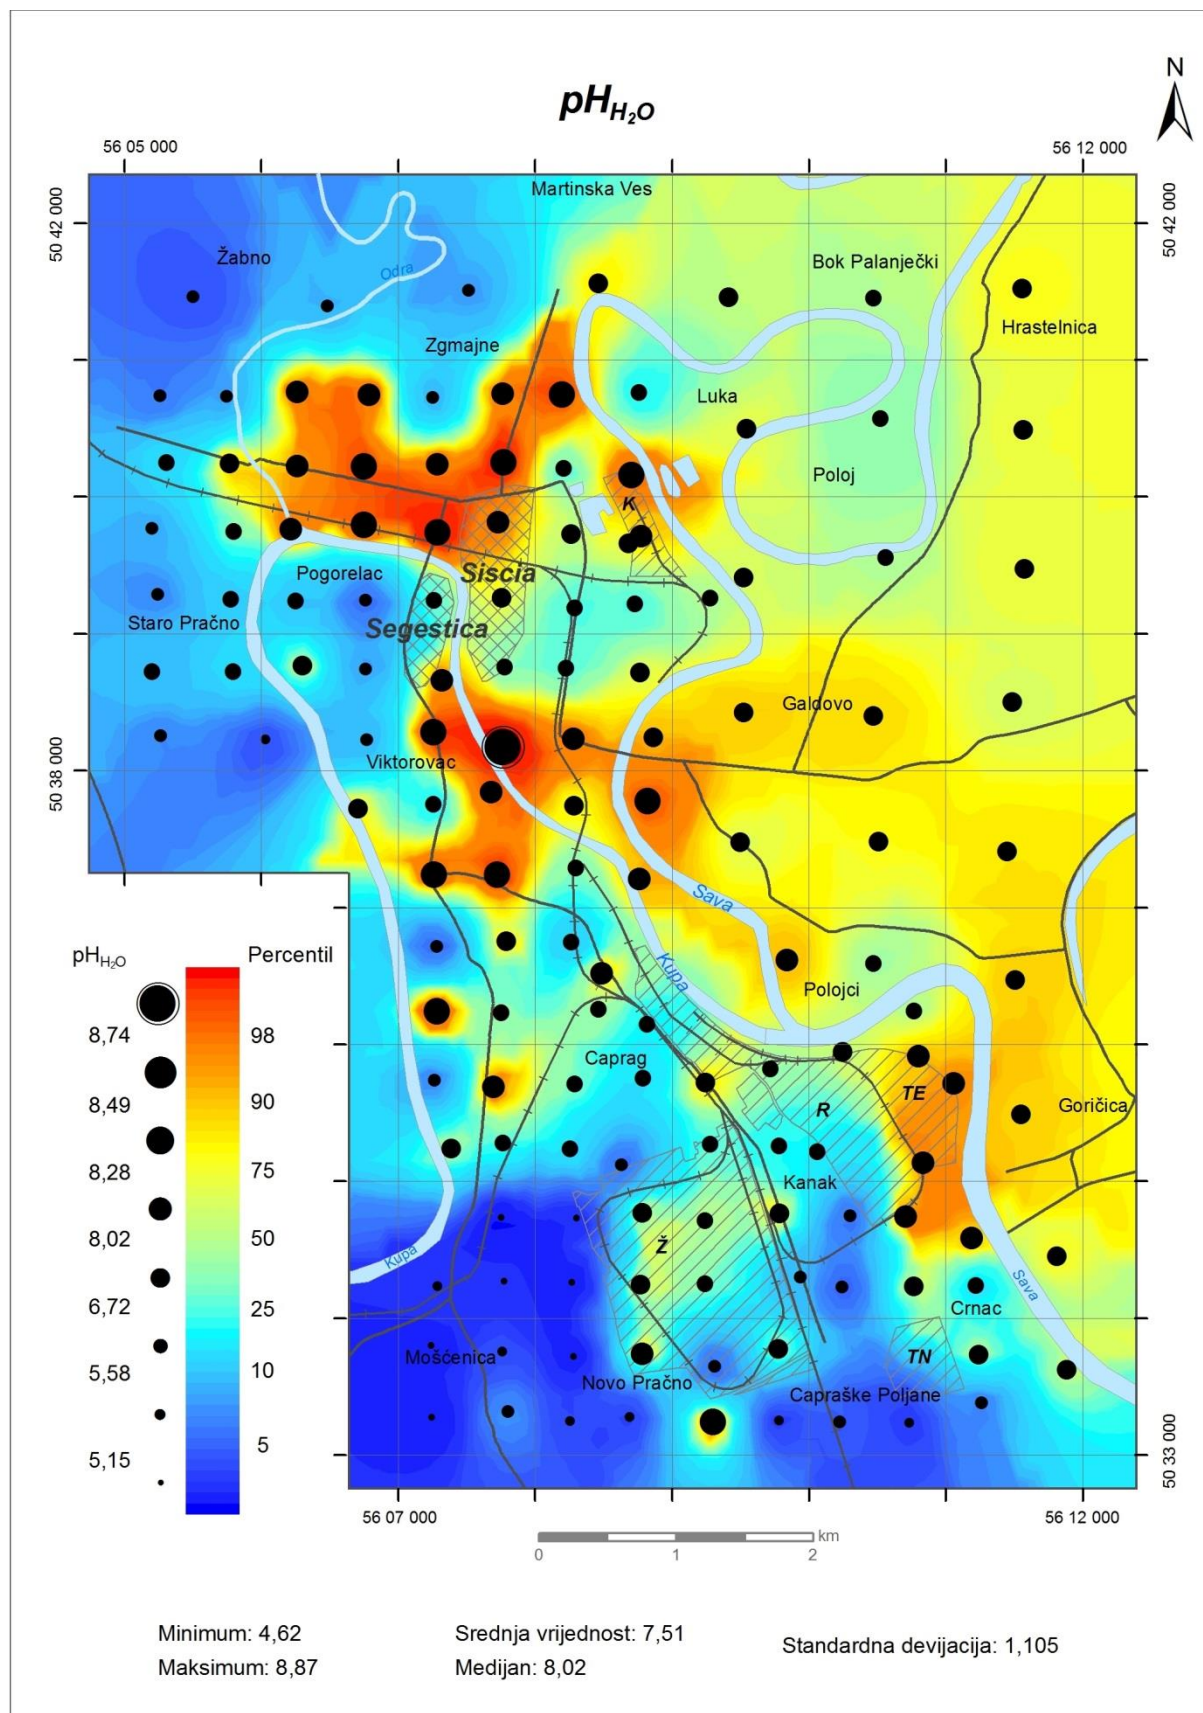 N
pH H₂O
56 05 000
56 12 000
50 42 000
50 42 000
Martinska Ves
Žabno
Odra
Bok Palanječki
Hrastelnica
Zgmajne
Luka
Poloj
K
Pogorelac
Siscia
Staro Pračno
Segestica
Galdovo
50 38 000
50 38 000
Viktorovac
Sava
pH H₂O
Percentil
Kupa
Polojci
8,74
98
Caprag
8,49
90
TE
R
Goričica
8,28
75
Kanak
8,02
50
Ž
Kupa
Sava
6,72
25
Crnac
5,58
10
Mošćenica
TN
Novo Pračno
Capraške Poljane
5,15
5
50 33 000
56 07 000
56 12 000
km
0
1
2
Minimum: 4,62
Srednja vrijednost: 7,51
Standardna devijacija: 1,105
Maksimum: 8,87
Medijan: 8,02